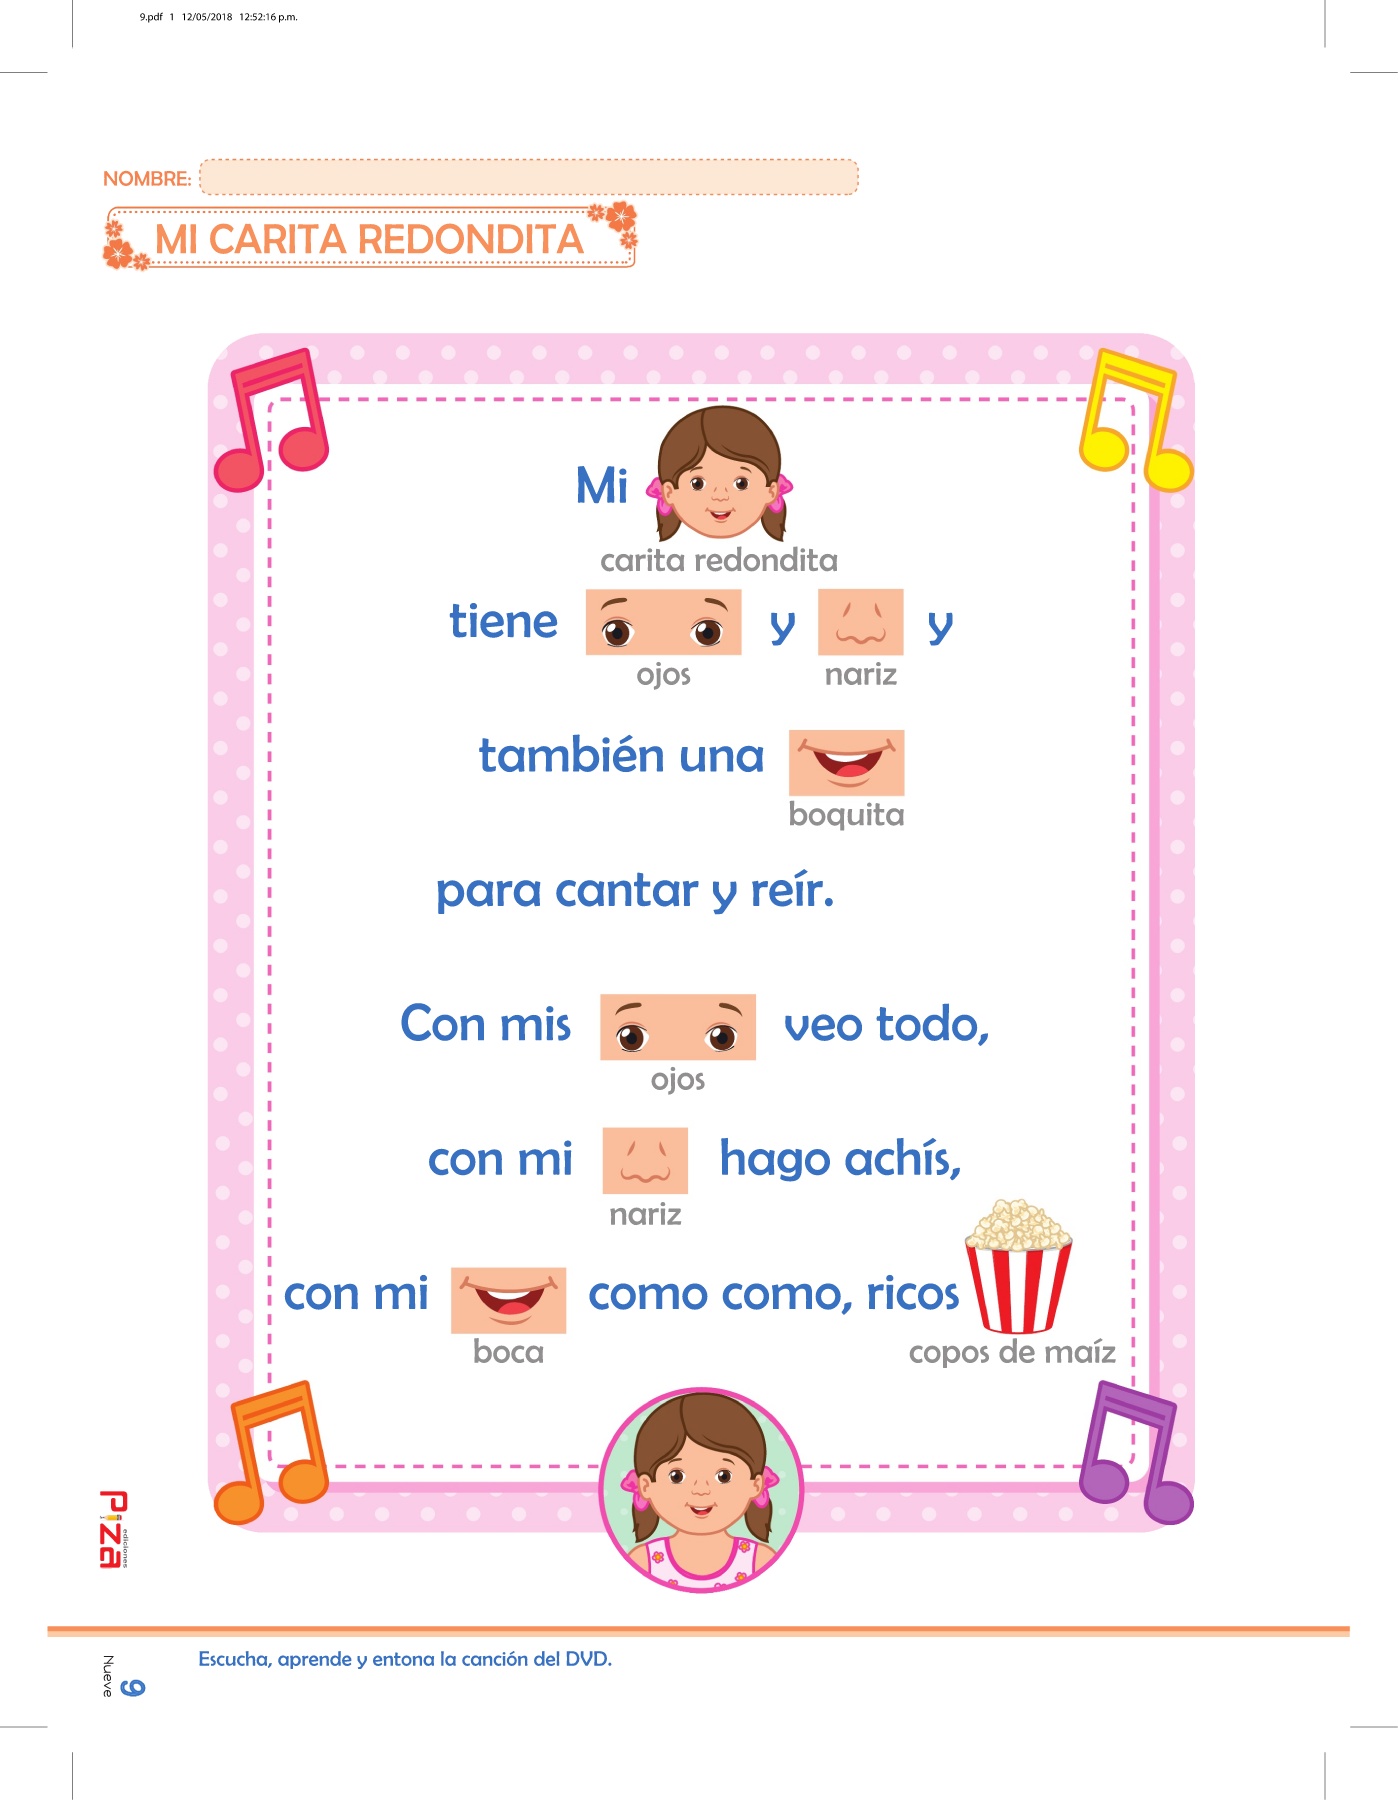 9.pdf 1 12/05/2018 12:52:16 p.m.
NOMBRE:
MI CARITA REDONDITA
Mi
carita redondita
tiene y y
ojos nariz
también una
boquita
para cantar y reír.
Con mis veo todo,
ojos
con mi hago achís,
nariz
con mi como como, ricos
boca copos de maíz
Piza
ediciones
Escucha, aprende y entona la canción del DVD.
Nueve
9